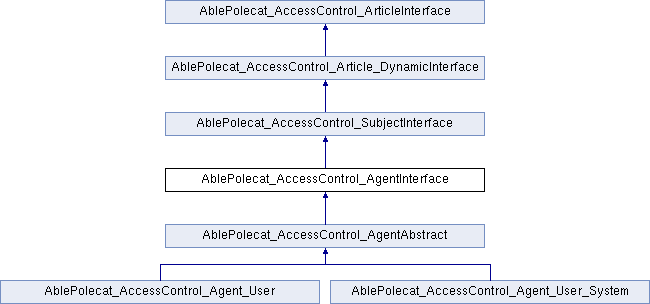 AblePolecat_AccessControl_ArticleInterface
AblePolecat_AccessControl_Article_DynamicInterface
AblePolecat_AccessControl_SubjectInterface
AblePolecat_AccessControl_AgentInterface
AblePolecat_AccessControl_AgentAbstract
AblePolecat_AccessControl_Agent_User
AblePolecat_AccessControl_Agent_User_System